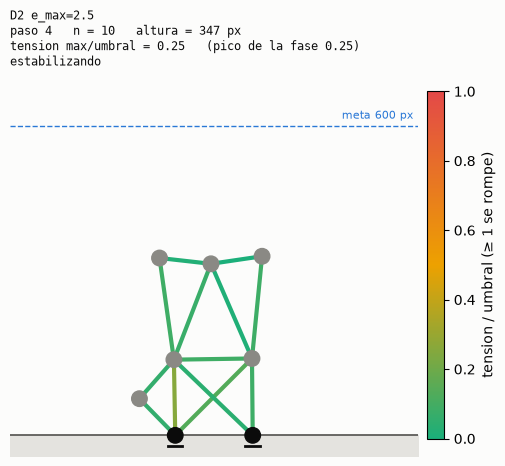 D2 e_max=2.5
paso 4   n = 10   altura = 347 px
tension max/umbral = 0.25   (pico de la fase 0.25)
estabilizando
meta 600 px
1.0
0.8
0.6
0.4
0.2
0.0
tension / umbral (≥ 1 se rompe)